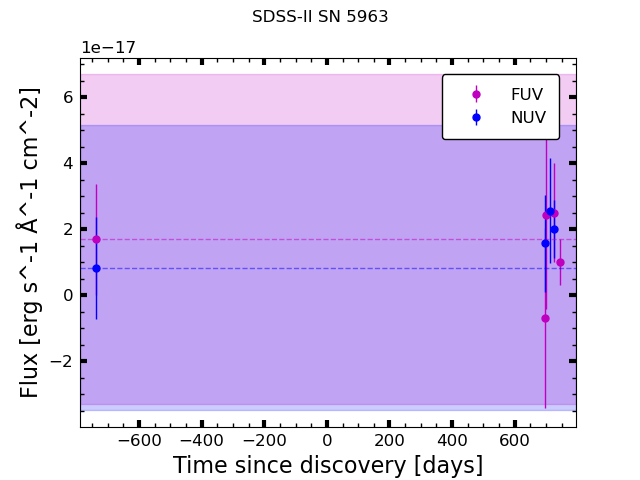 SDSS-II SN 5963
1e−17
6
4
2
0
−2
Flux [erg s^-1 Å^-1 cm^-2]
FUV
NUV
−600 −400 −200 0 200 400 600
Time since discovery [days]